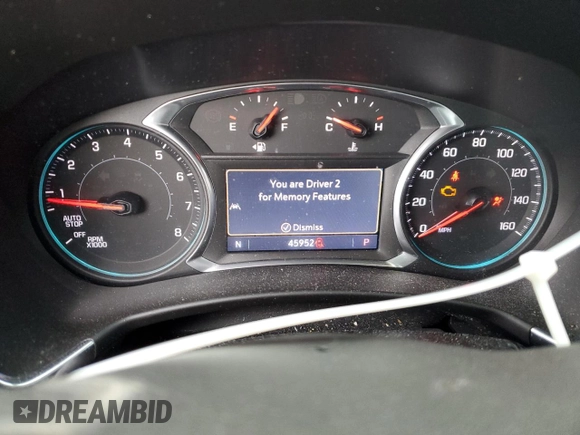 E F C H
1 2 3 4 5 6 7 8
AUTO
STOP
OFF
RPM
X1000
You are Driver 2
for Memory Features
Dismiss
N 45952 P
0 20 40 60 80 100 120 140 160
MPH
DREAMBID